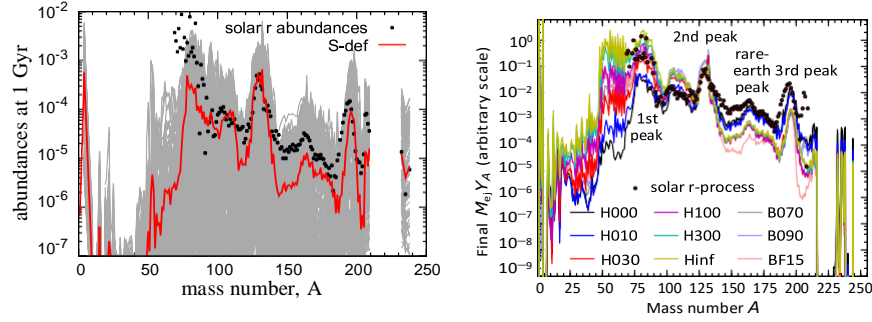 solar r abundances
S-def
abundances at 1 Gyr
10⁻²
10⁻³
10⁻⁴
10⁻⁵
10⁻⁶
10⁻⁷
0 50 100 150 200 250
mass number, A
Final MₑⱼY_A (arbitrary scale)
10⁰
10⁻¹
10⁻²
10⁻³
10⁻⁴
10⁻⁵
10⁻⁶
10⁻⁷
10⁻⁸
10⁻⁹
2nd peak
rare-
earth 3rd peak
peak
1st
peak
solar r-process
H000 H100 B070
H010 H300 B090
H030 Hinf BF15
0 25 50 75 100 125 150 175 200 225 250
Mass number A